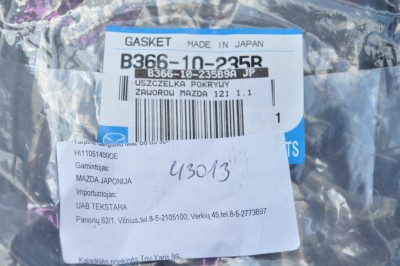 GASKET MADE IN JAPAN
B366-10-235B
B366-10-235B9A JP
USZCZELKA POKRYWY
ZAWOROW MAZDA 121 1.1
1
TS
HI11051400OE
43013
Gamintojas:
MAZDA JAPONIJA
Importuotojas:
UAB TEKSTARA
Panerių 62/1, Vilnius,tel.8-5-2105100; Verkių 45,tel.8-5-2773897